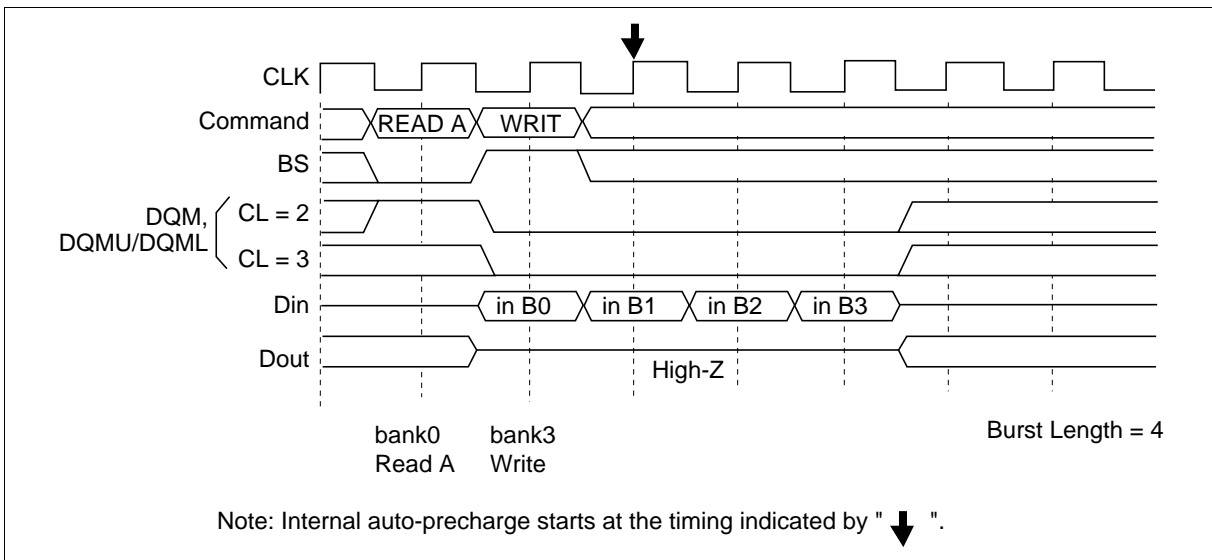 CLK
Command READ A WRIT
BS
DQM, CL = 2
DQMU/DQML
CL = 3
Din in B0 in B1 in B2 in B3
Dout High-Z
bank0 bank3 Burst Length = 4
Read A Write
Note: Internal auto-precharge starts at the timing indicated by " ".